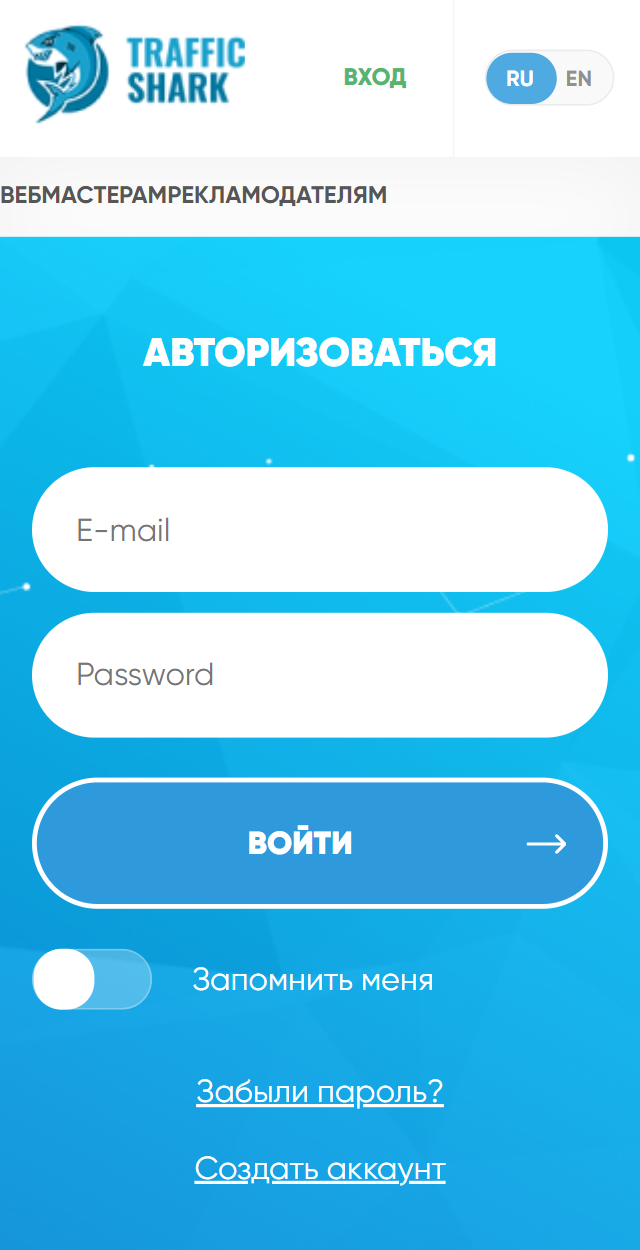 TRAFFIC
SHARK
ВХОД
RU EN
ВЕБМАСТЕРАМРЕКЛАМОДАТЕЛЯМ
АВТОРИЗОВАТЬСЯ
E-mail
Password
ВОЙТИ
Запомнить меня
Забыли пароль?
Создать аккаунт